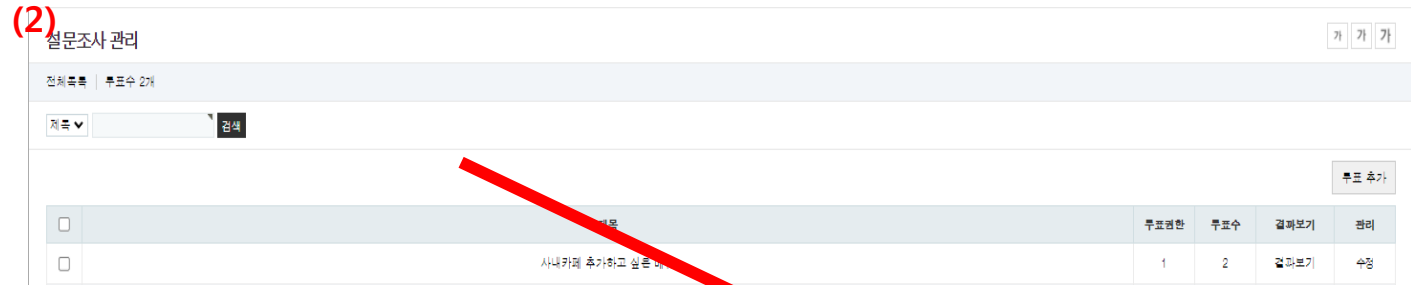 (2)
설문조사 관리
가 가 가
전체목록 투표수 2개
제목 검색
투표 추가
투표권한 투표수 결과보기 관리
사내카페 추가하고 싶은 1 2 결과보기 수정